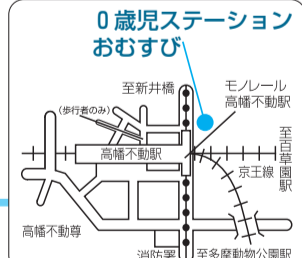 ０歳児ステーション
おむすび
至新井橋
モノレール
高幡不動駅
(歩行者のみ)
至百草園駅
高幡不動駅
京王線
高幡不動尊
消防署
至多摩動物公園駅